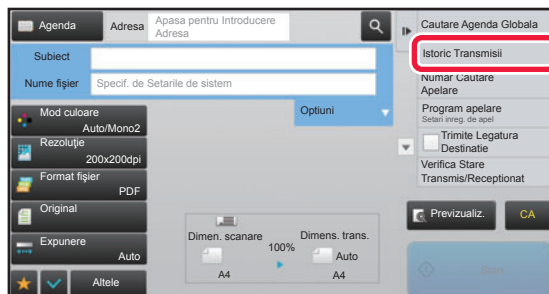 Agenda
Adresa
Apasa pentru Introducere
Adresa
Subiect
Nume fişier
Specif. de Setarile de sistem
Optiuni
Mod culoare
Auto/Mono2
Rezoluţie
200x200dpi
Format fişier
PDF
Original
Expunere
Auto
Altele
Dimen. scanare
100%
Dimens. trans.
A4
Auto
A4
Cautare Agenda Globala
Istoric Transmisii
Numar Cautare
Apelare
Program apelare
Setari inreg. de apel
Trimite Legatura
Destinatie
Verifica Stare
Transmis/Receptionat
Previzualiz.
CA
Start